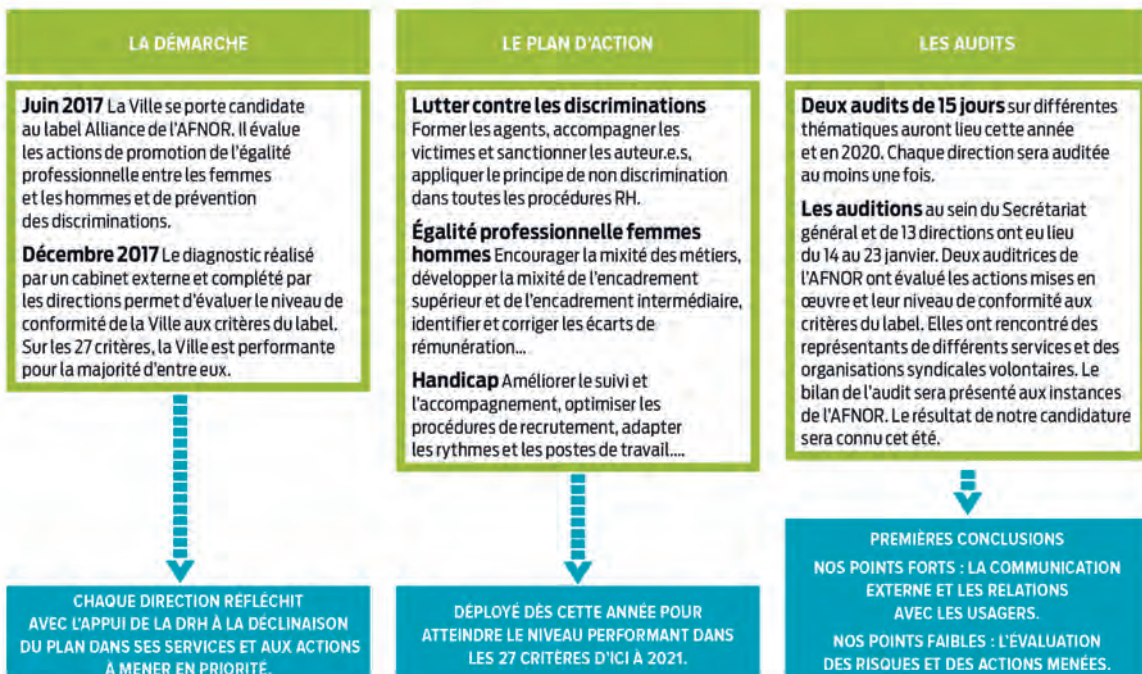 LA DÉMARCHE
Juin 2017 La Ville se porte candidate
au label Alliance de l'AFNOR. Il évalue
les actions de promotion de l'égalité
professionnelle entre les femmes
et les hommes et de prévention
des discriminations.
Décembre 2017 Le diagnostic réalisé
par un cabinet externe et complété par
les directions permet d'évaluer le niveau de
conformité de la Ville aux critères du label.
Sur les 27 critères, la Ville est performante
pour la majorité d'entre eux.
CHAQUE DIRECTION RÉFLÉCHIT
AVEC L'APPUI DE LA DRH À LA DÉCLINAISON
DU PLAN DANS SES SERVICES ET AUX ACTIONS
À MENER EN PRIORITÉ.
LE PLAN D'ACTION
Lutter contre les discriminations
Former les agents, accompagner les
victimes et sanctionner les auteur.e.s,
appliquer le principe de non discrimination
dans toutes les procédures RH.
Égalité professionnelle femmes
hommes Encourager la mixité des métiers,
développer la mixité de l'encadrement
supérieur et de l'encadrement intermédiaire,
identifier et corriger les écarts de
rémunération...
Handicap Améliorer le suivi et
l'accompagnement, optimiser les
procédures de recrutement, adapter
les rythmes et les postes de travail....
DÉPLOYÉ DÈS CETTE ANNÉE POUR
ATTEINDRE LE NIVEAU PERFORMANT DANS
LES 27 CRITÈRES D'ICI À 2021.
LES AUDITS
Deux audits de 15 jours sur différentes
thématiques auront lieu cette année
et en 2020. Chaque direction sera auditée
au moins une fois.
Les auditions au sein du Secrétariat
général et de 13 directions ont eu lieu
du 14 au 23 janvier. Deux auditrices de
l'AFNOR ont évalué les actions mises en
œuvre et leur niveau de conformité aux
critères du label. Elles ont rencontré des
représentants de différents services et des
organisations syndicales volontaires. Le
bilan de l'audit sera présenté aux instances
de l'AFNOR. Le résultat de notre candidature
sera connu cet été.
PREMIÈRES CONCLUSIONS
NOS POINTS FORTS : LA COMMUNICATION
EXTERNE ET LES RELATIONS
AVEC LES USAGERS.
NOS POINTS FAIBLES : L'ÉVALUATION
DES RISQUES ET DES ACTIONS MENÉES.